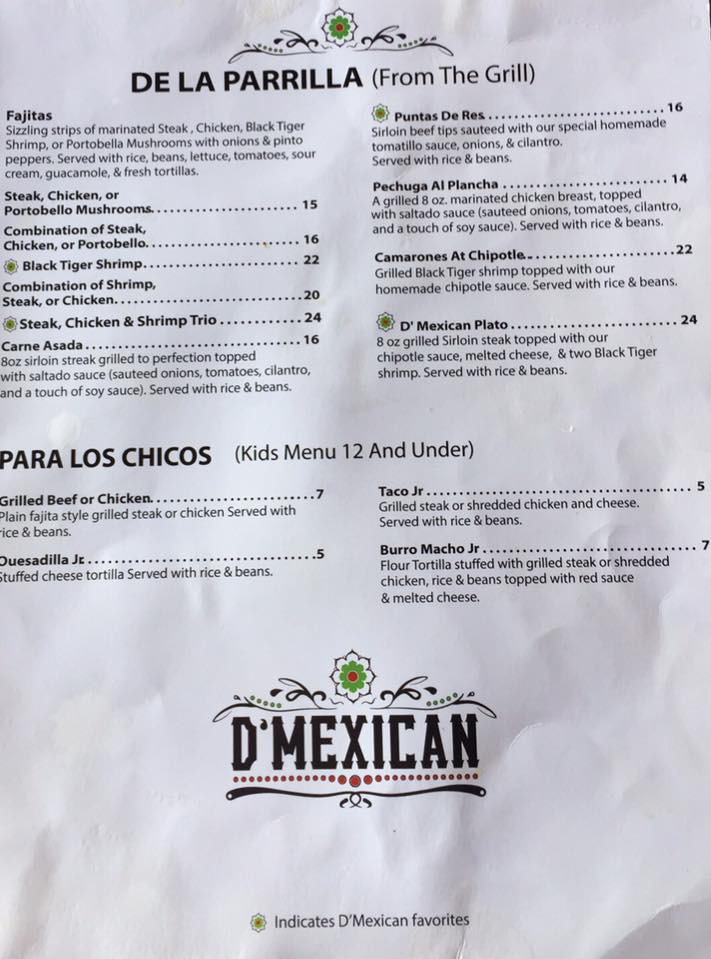 DE LA PARRILLA (From The Grill)
Fajitas
Sizzling strips of marinated Steak , Chicken, Black Tiger
Shrimp, or Portobella Mushrooms with onions & pinto
peppers. Served with rice, beans, lettuce, tomatoes, sour
cream, guacamole, & fresh tortillas.
Steak, Chicken, or
Portobello Mushrooms............................ 15
Combination of Steak,
Chicken, or Portobello............................ 16
Black Tiger Shrimp............................ 22
Combination of Shrimp,
Steak, or Chicken............................20
Steak, Chicken & Shrimp Trio ............ 24
Carne Asada................................ 16
8oz sirloin streak grilled to perfection topped
with saltado sauce (sauteed onions, tomatoes, cilantro,
and a touch of soy sauce). Served with rice & beans.
Puntas De Res............................ 16
Sirloin beef tips sauteed with our special homemade
tomatillo sauce, onions, & cilantro.
Served with rice & beans.
Pechuga Al Plancha ........................ 14
A grilled 8 oz. marinated chicken breast, topped
with saltado sauce (sauteed onions, tomatoes, cilantro,
and a touch of soy sauce). Served with rice & beans.
Camarones At Chipotle........................22
Grilled Black Tiger shrimp topped with our
homemade chipotle sauce. Served with rice & beans.
D' Mexican Plato........................ 24
8 oz grilled Sirloin steak topped with our
chipotle sauce, melted cheese, & two Black Tiger
shrimp. Served with rice & beans.
PARA LOS CHICOS (Kids Menu 12 And Under)
Grilled Beef or Chicken........................7
Plain fajita style grilled steak or chicken Served with
rice & beans.
Quesadilla Jr................................5
Stuffed cheese tortilla Served with rice & beans.
Taco Jr.................................... 5
Grilled steak or shredded chicken and cheese.
Served with rice & beans.
Burro Macho Jr............................ 7
Flour Tortilla stuffed with grilled steak or shredded
chicken, rice & beans topped with red sauce
& melted cheese.
D'MEXICAN
Indicates D'Mexican favorites